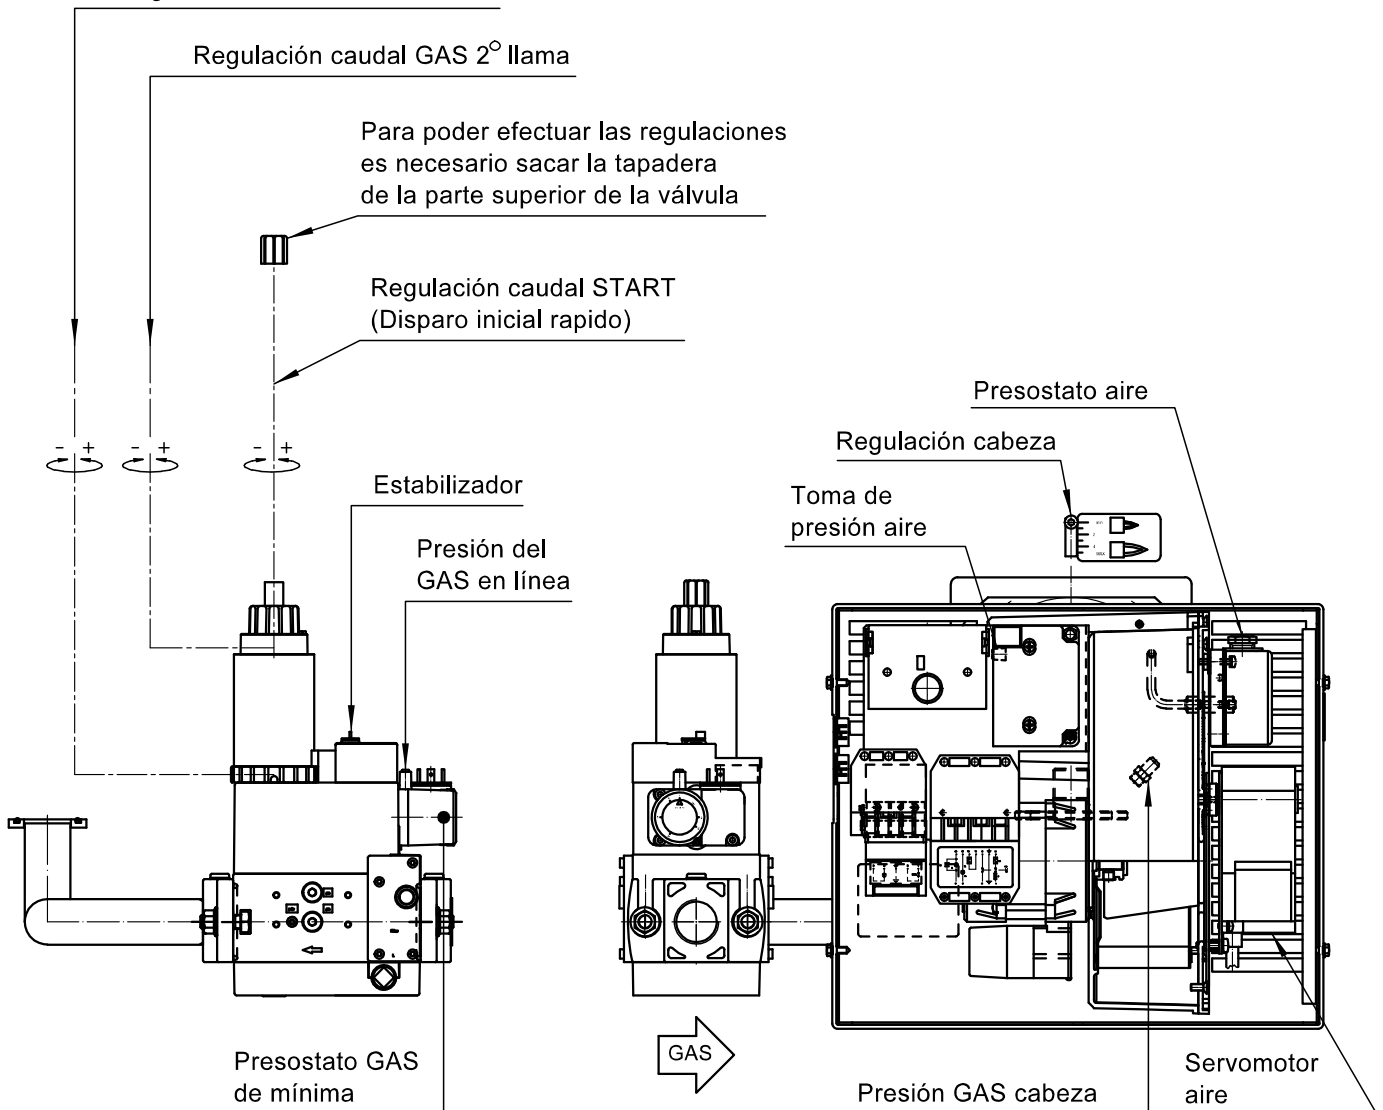 Regulación caudal GAS 2° llama
Para poder efectuar las regulaciones
es necesario sacar la tapadera
de la parte superior de la válvula
Regulación caudal START
(Disparo inicial rapido)
Presostato aire
Regulación cabeza
Toma de
presión aire
- +
- +
- +
Estabilizador
Presión del
GAS en línea
Presostato GAS
de mínima
GAS
Presión GAS cabeza
Servomotor
aire